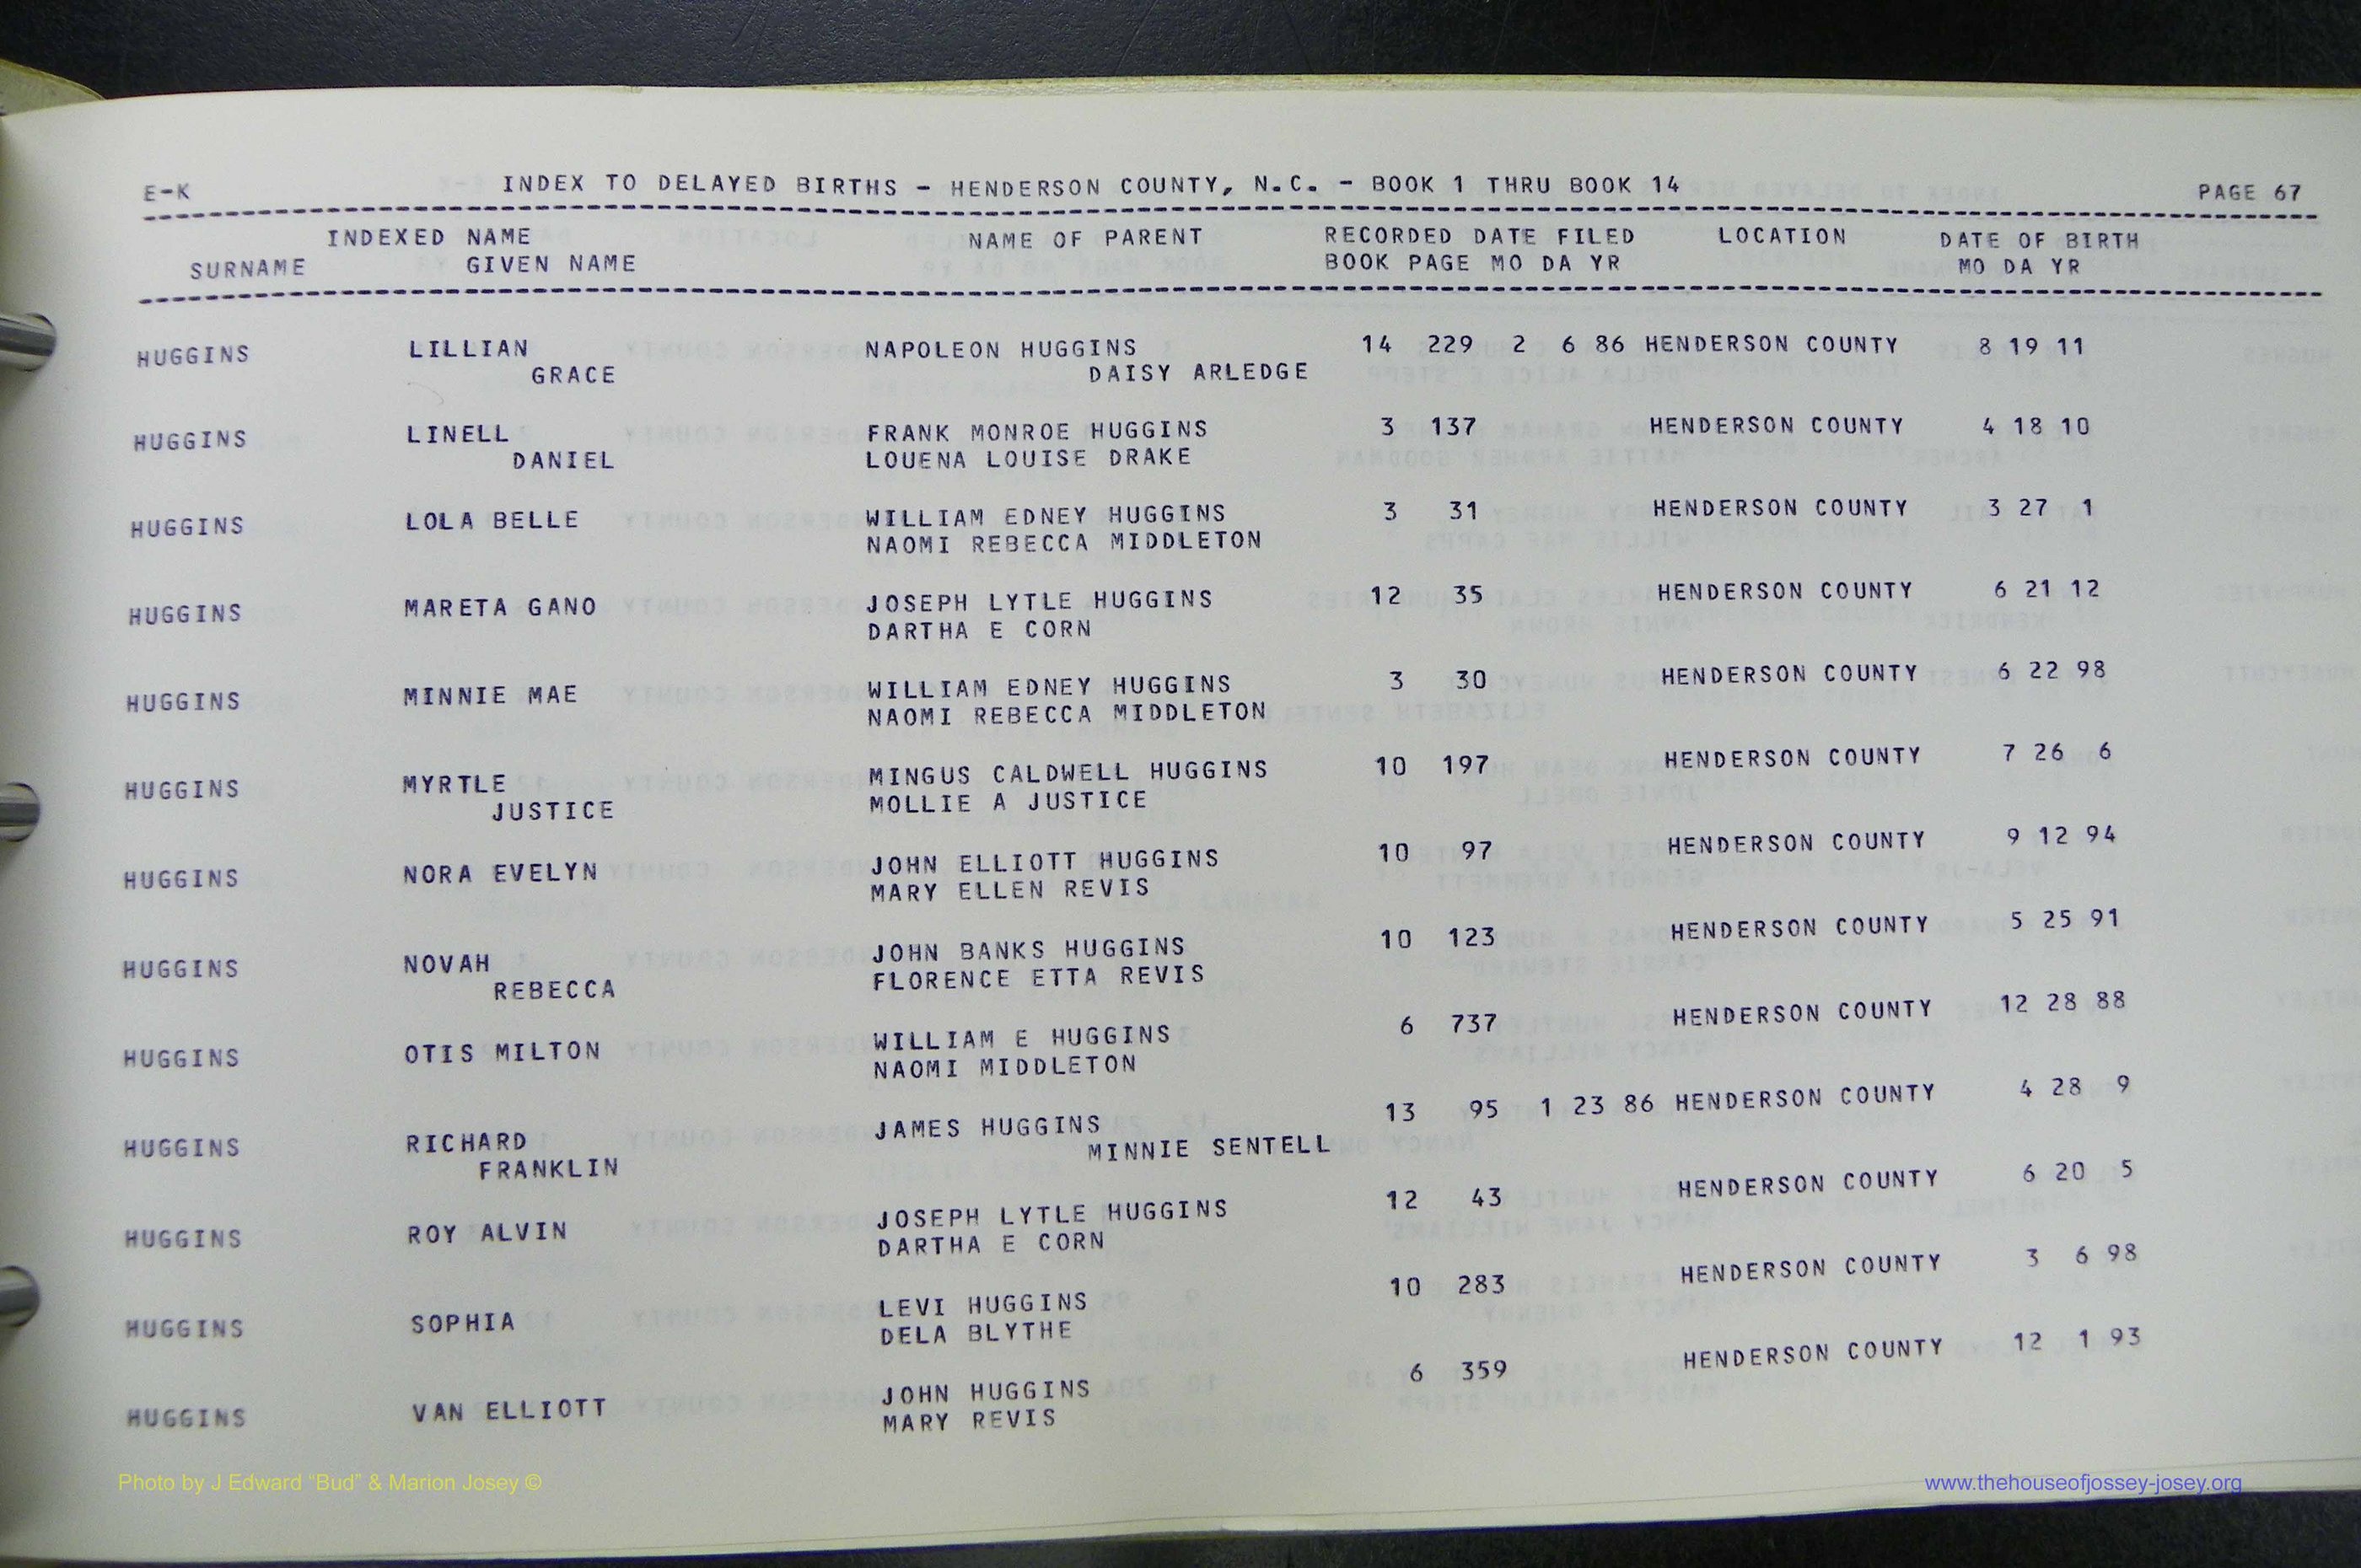 E-K INDEX TO DELAYED BIRTHS - HENDERSON COUNTY, N.C. - BOOK 1 THRU BOOK 14 PAGE 67
INDEXED NAME NAME OF PARENT RECORDED DATE FILED LOCATION DATE OF BIRTH
SURNAME GIVEN NAME BOOK PAGE MO DA YR MO DA YR
HUGGINS LILLIAN NAPOLEON HUGGINS 14 229 2 6 86 HENDERSON COUNTY 8 19 11
GRACE DAISY ARLEDGE
HUGGINS LINELL FRANK MONROE HUGGINS 3 137 HENDERSON COUNTY 4 18 10
DANIEL LOUENA LOUISE DRAKE
HUGGINS LOLA BELLE WILLIAM EDNEY HUGGINS 3 31 HENDERSON COUNTY 3 27 1
NAOMI REBECCA MIDDLETON
HUGGINS MARETA GANO JOSEPH LYTLE HUGGINS 12 35 HENDERSON COUNTY 6 21 12
DARTHA E CORN
HUGGINS MINNIE MAE WILLIAM EDNEY HUGGINS 3 30 HENDERSON COUNTY 6 22 98
NAOMI REBECCA MIDDLETON
HUGGINS MYRTLE MINGUS CALDWELL HUGGINS 10 197 HENDERSON COUNTY 7 26 6
JUSTICE MOLLIE A JUSTICE
HUGGINS NORA EVELYN JOHN ELLIOTT HUGGINS 10 97 HENDERSON COUNTY 9 12 94
MARY ELLEN REVIS
HUGGINS NOVAH JOHN BANKS HUGGINS 10 123 HENDERSON COUNTY 5 25 91
REBECCA FLORENCE ETTA REVIS
HUGGINS OTIS MILTON WILLIAM E HUGGINS 6 737 HENDERSON COUNTY 12 28 88
NAOMI MIDDLETON
HUGGINS RICHARD JAMES HUGGINS 13 95 1 23 86 HENDERSON COUNTY 4 28 9
FRANKLIN MINNIE SENTELL
HUGGINS ROY ALVIN JOSEPH LYTLE HUGGINS 12 43 HENDERSON COUNTY 6 20 5
DARTHA E CORN
HUGGINS SOPHIA LEVI HUGGINS 10 283 HENDERSON COUNTY 3 6 98
DELA BLYTHE
HUGGINS VAN ELLIOTT JOHN HUGGINS 6 359 HENDERSON COUNTY 12 1 93
MARY REVIS
Photo by J Edward “Bud” & Marion Josey © www.thehouseofjossey-josey.org